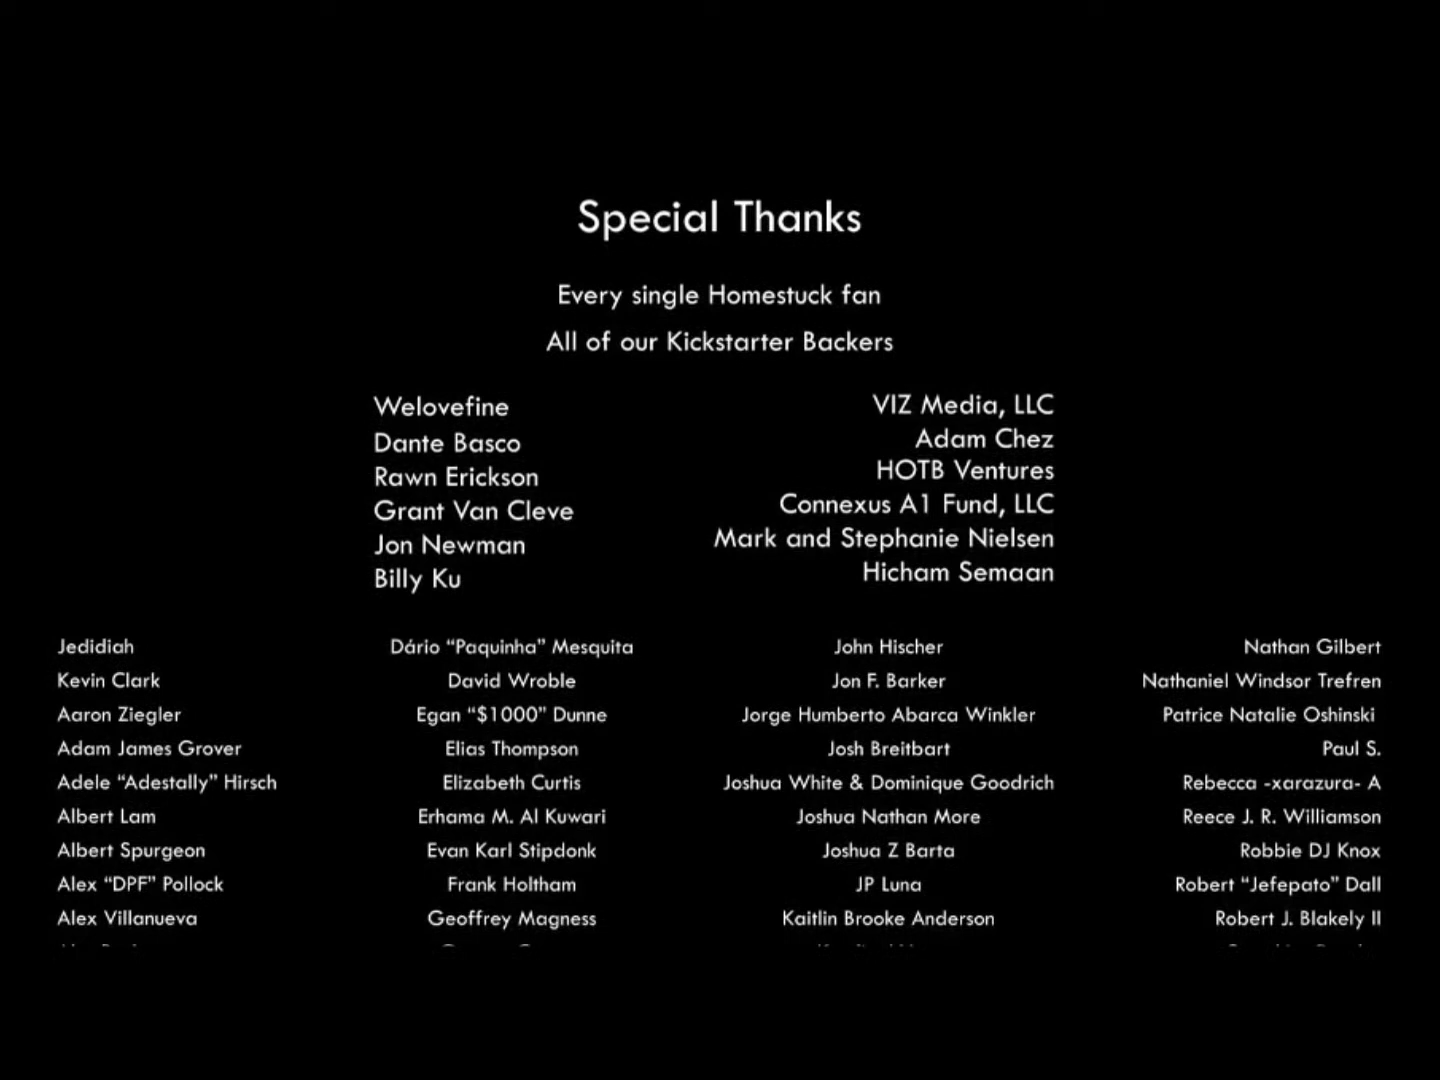 Special Thanks
Every single Homestuck fan
All of our Kickstarter Backers
Welovefine
Dante Basco
Rawn Erickson
Grant Van Cleve
Jon Newman
Billy Ku
VIZ Media, LLC
Adam Chez
HOTB Ventures
Connexus A1 Fund, LLC
Mark and Stephanie Nielsen
Hicham Semaan
Jedidiah
Kevin Clark
Aaron Ziegler
Adam James Grover
Adele “Adestally” Hirsch
Albert Lam
Albert Spurgeon
Alex “DPF” Pollock
Alex Villanueva
Dário “Paquinha” Mesquita
David Wroble
Egan “$1000” Dunne
Elias Thompson
Elizabeth Curtis
Erhama M. Al Kuwari
Evan Karl Stipdonk
Frank Holtham
Geoffrey Magness
John Hischer
Jon F. Barker
Jorge Humberto Abarca Winkler
Josh Breitbart
Joshua White & Dominique Goodrich
Joshua Nathan More
Joshua Z Barta
JP Luna
Kaitlin Brooke Anderson
Nathan Gilbert
Nathaniel Windsor Trefren
Patrice Natalie Oshinski
Paul S.
Rebecca -xarazura- A
Reece J. R. Williamson
Robbie DJ Knox
Robert “Jefepato” Dall
Robert J. Blakely II